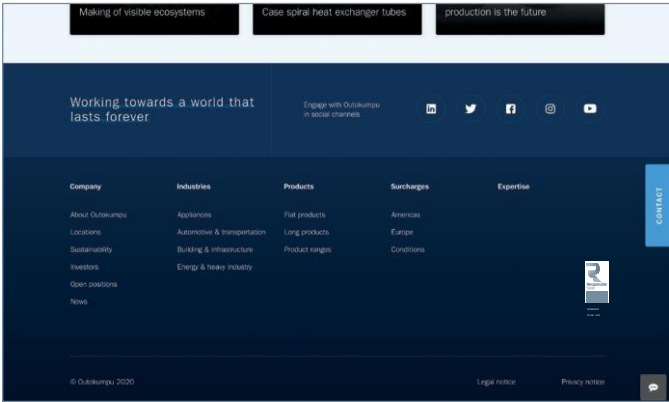 Making of visible ecosystems
Case spiral heat exchanger tubes
production is the future
Working towards a world that
lasts forever
Engage with Outokumpu
in social channels
CONTACT
Company
About Outokumpu
Locations
Sustainability
Investors
Open positions
News
Industries
Appliances
Automotive & transportation
Building & infrastructure
Energy & heavy industry
Products
Flat products
Long products
Product ranges
Surcharges
Americas
Europe
Conditions
Expertise
Responsible
© Outokumpu 2020
Legal notice
Privacy notice